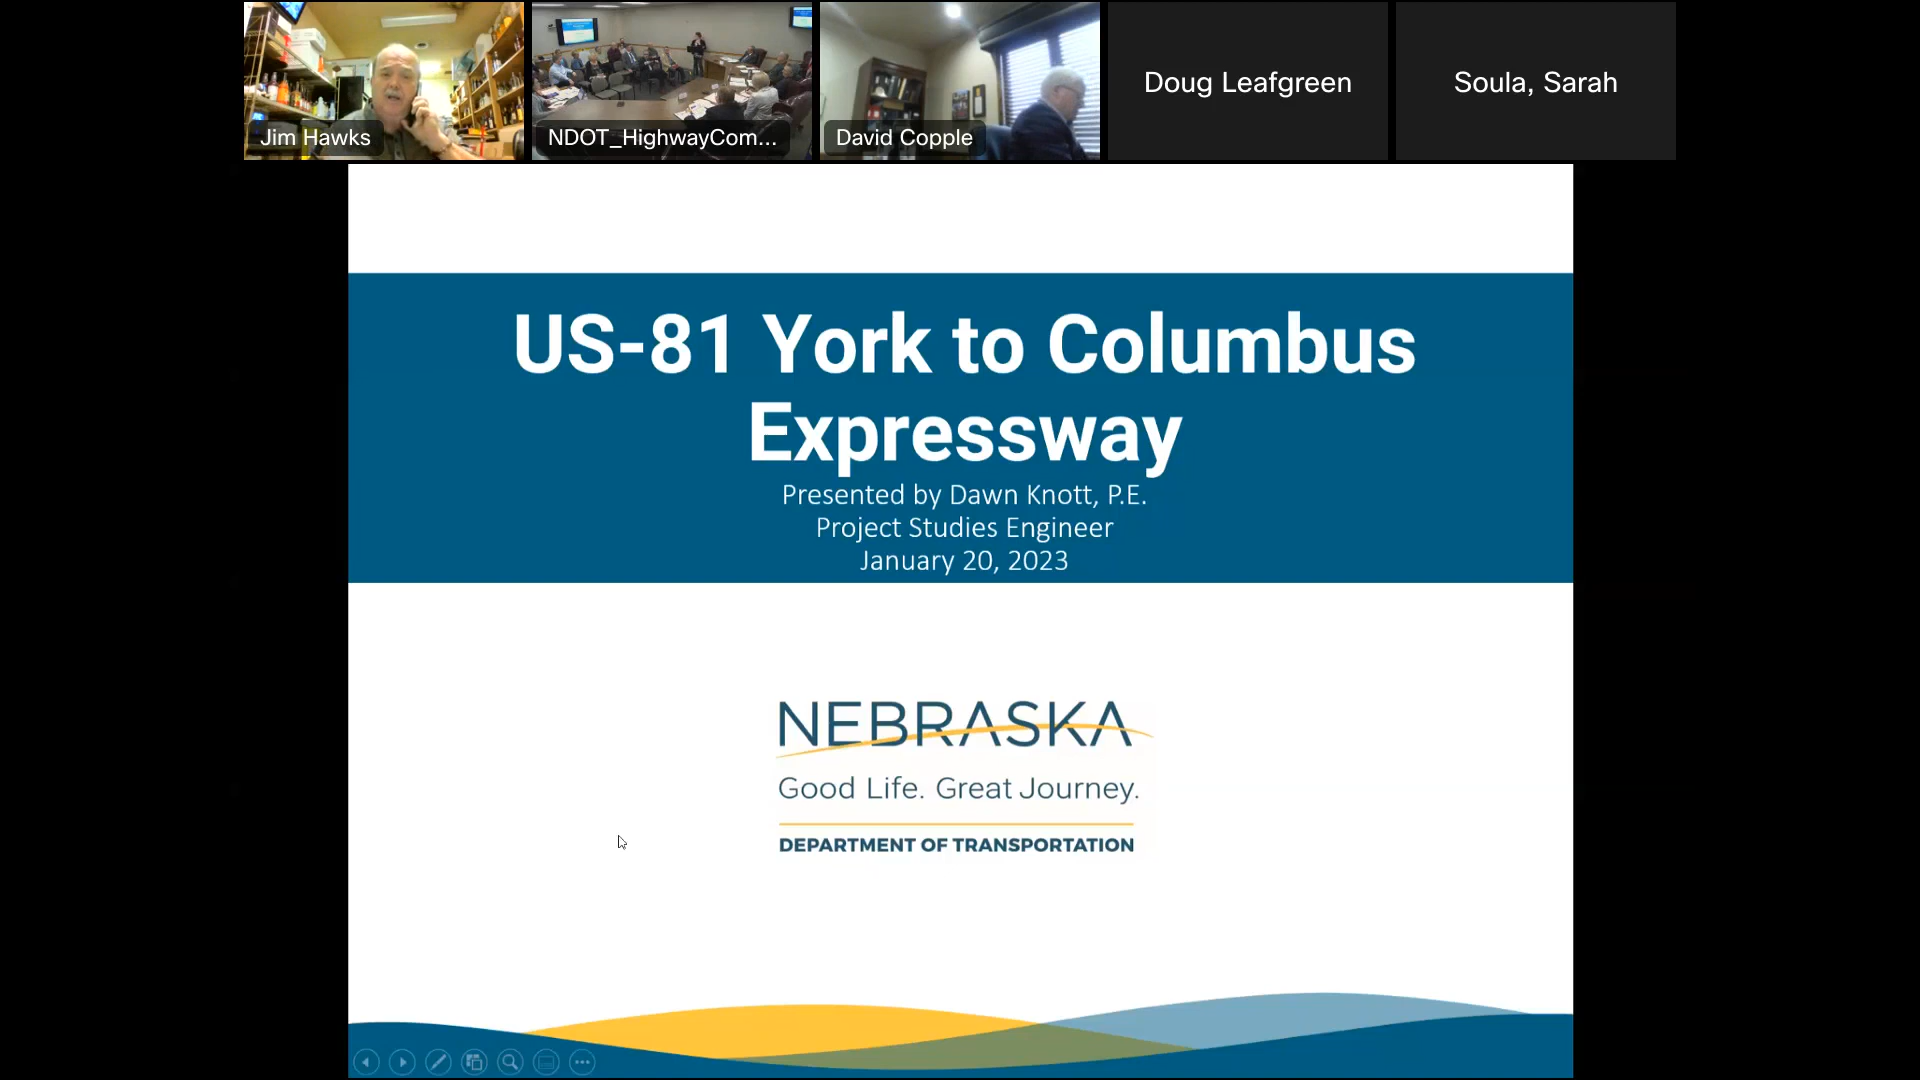 Jim Hawks
NDOT_HighwayCom...
David Copple
Doug Leafgreen
Soula, Sarah
US-81 York to Columbus
Expressway
Presented by Dawn Knott, P.E.
Project Studies Engineer
January 20, 2023
NEBRASKA
Good Life. Great Journey.
DEPARTMENT OF TRANSPORTATION